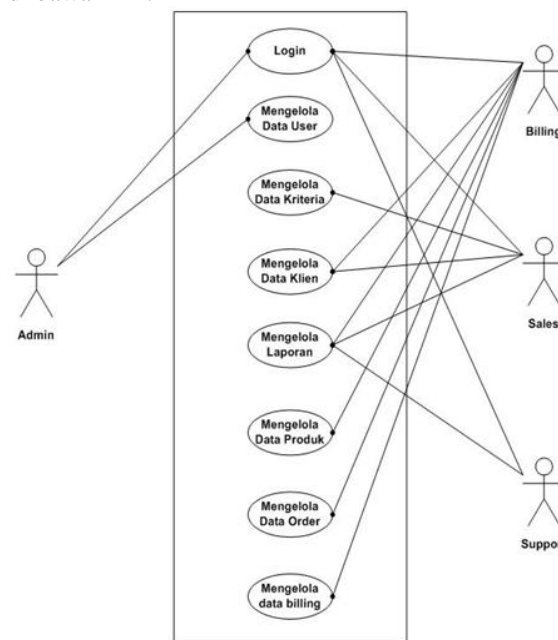 Login
Mengelola
Data User
Mengelola
Data Kriteria
Mengelola
Data Klien
Mengelola
Laporan
Mengelola
Data Produk
Mengelola
Data Order
Mengelola
data billing
Admin
Billing
Sales
Suppo